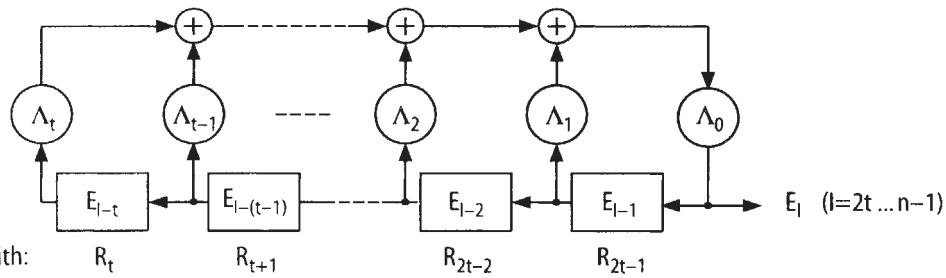 + + +
Λt Λt−1 Λ2 Λ1 Λ0
El−t El−(t−1) El−2 El−1 El (l=2t ... n−1)
ith: Rt Rt+1 R2t−2 R2t−1